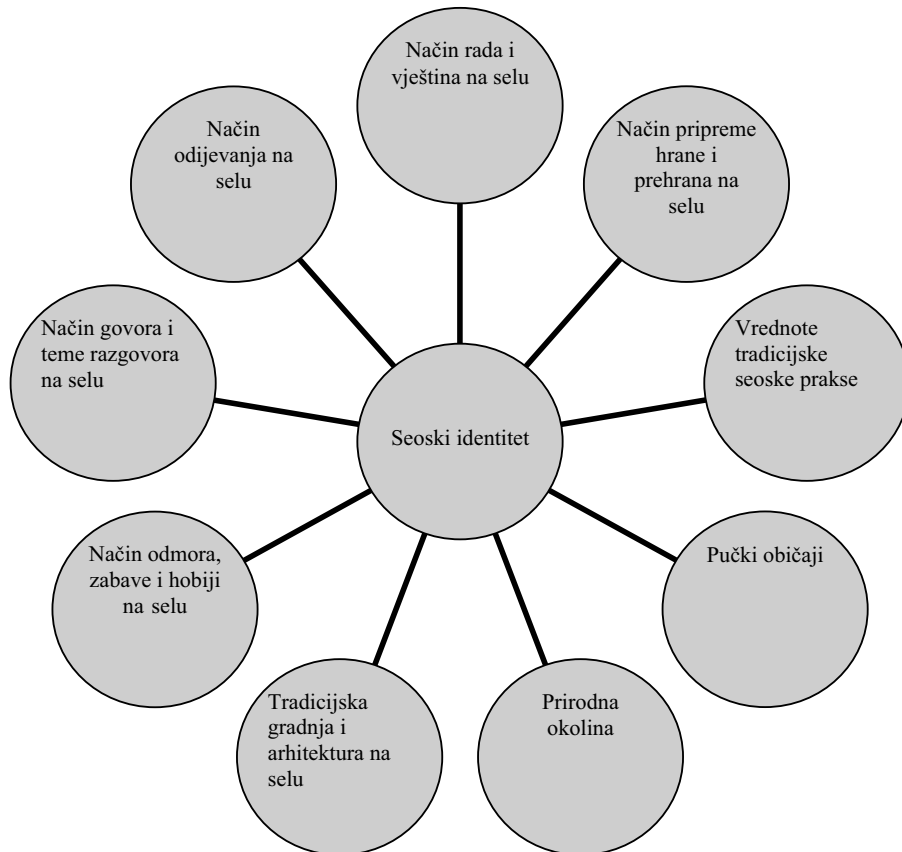 Način rada i
vještina na selu
Način pripreme
hrane i
prehrana na
selu
Vrednote
tradicijske
seoske prakse
Pučki običaji
Prirodna
okolina
Tradicijska
gradnja i
arhitektura na
selu
Način odmora,
zabave i hobiji
na selu
Način govora i
teme razgovora
na selu
Način
odijevanja na
selu
Seoski identitet